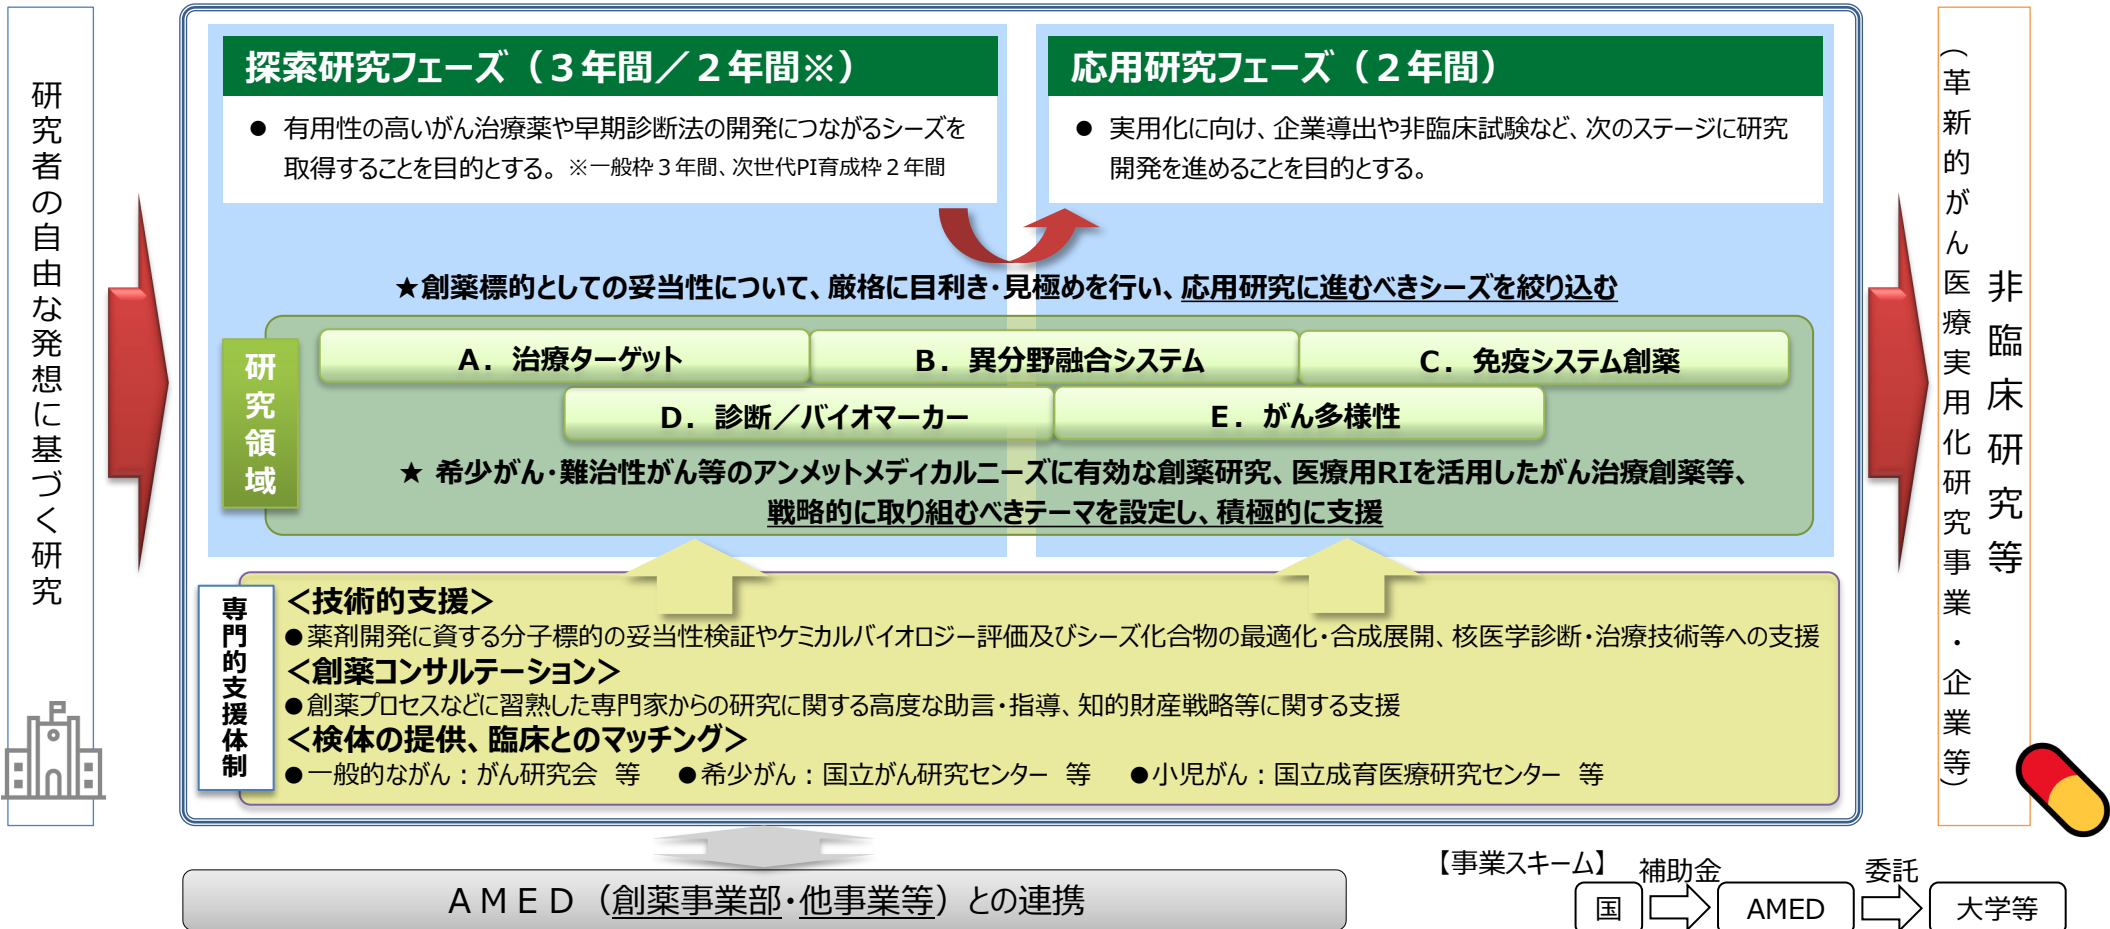 研究者の自由な発想に基づく研究
探索研究フェーズ（３年間／２年間※）
● 有用性の高いがん治療薬や早期診断法の開発につながるシーズを
取得することを目的とする。※一般枠３年間、次世代PI育成枠２年間
応用研究フェーズ（２年間）
● 実用化に向け、企業導出や非臨床試験など、次のステージに研究
開発を進めることを目的とする。
★創薬標的としての妥当性について、厳格に目利き・見極めを行い、応用研究に進むべきシーズを絞り込む
研究領域
A．治療ターゲット
B．異分野融合システム
C．免疫システム創薬
D．診断／バイオマーカー
E．がん多様性
★ 希少がん・難治性がん等のアンメットメディカルニーズに有効な創薬研究、医療用RIを活用したがん治療創薬等、
戦略的に取り組むべきテーマを設定し、積極的に支援
専門的支援体制
＜技術的支援＞
●薬剤開発に資する分子標的の妥当性検証やケミカルバイオロジー評価及びシーズ化合物の最適化・合成展開、核医学診断・治療技術等への支援
＜創薬コンサルテーション＞
●創薬プロセスなどに習熟した専門家からの研究に関する高度な助言・指導、知的財産戦略等に関する支援
＜検体の提供、臨床とのマッチング＞
●一般的ながん：がん研究会 等 ●希少がん：国立がん研究センター 等 ●小児がん：国立成育医療研究センター 等
非臨床研究等
（革新的がん医療実用化研究事業・企業等）
ＡＭＥＤ（創薬事業部・他事業等）との連携
【事業スキーム】
補助金
委託
国
AMED
大学等